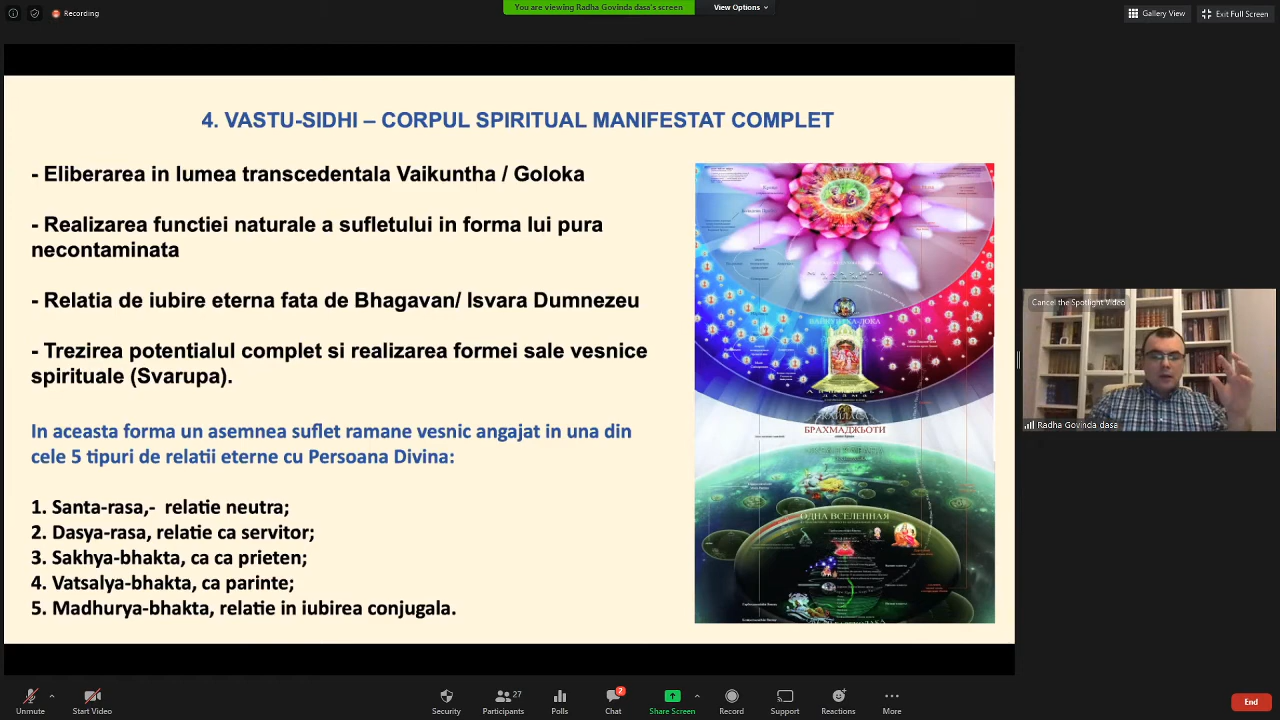 Recording
You are viewing Radha Govinda dasa's screen
View Options
Gallery View
Exit Full Screen
4. VASTU-SIDHI – CORPUL SPIRITUAL MANIFESTAT COMPLET
- Eliberarea in lumea transcedentala Vaikuntha / Goloka
- Realizarea functiei naturale a sufletului in forma lui pura
necontaminata
- Relatia de iubire eterna fata de Bhagavan/ Isvara Dumnezeu
- Trezirea potentialul complet si realizarea formei sale vesnice
spirituale (Svarupa).
In aceasta forma un asemnea suflet ramane vesnic angajat in una din
cele 5 tipuri de relatii eterne cu Persoana Divina:
1. Santa-rasa,- relatie neutra;
2. Dasya-rasa, relatie ca servitor;
3. Sakhya-bhakta, ca ca prieten;
4. Vatsalya-bhakta, ca parinte;
5. Madhurya-bhakta, relatie in iubirea conjugala.
КАЙЛАСА
БРАХМАДЖЬОТИ
ОДНА ВСЕЛЕННАЯ
Cancel the Spotlight Video
Radha Govinda dasa
Unmute
Start Video
Security
Participants
27
Polls
Chat
2
Share Screen
Record
Support
Reactions
More
End